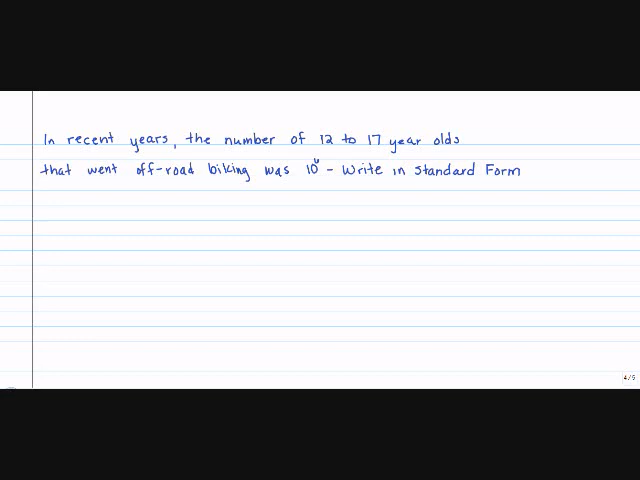 In recent years, the number of 12 to 17 year olds
that went off-road biking was 10⁶ - Write in Standard Form
4/5